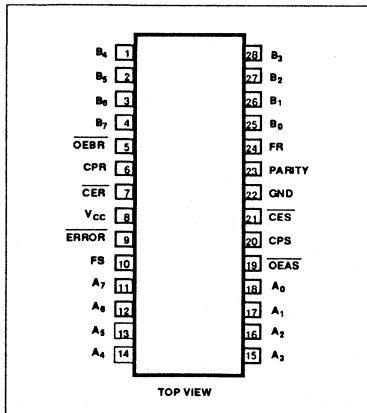 B4 1 28 B3
B5 2 27 B2
B6 3 26 B1
B7 4 25 B0
OEBR 5 24 FR
CPR 6 23 PARITY
CER 7 22 GND
VCC 8 21 CES
ERROR 9 20 CPS
FS 10 19 OEAS
A7 11 18 A0
A6 12 17 A1
A5 13 16 A2
A4 14 15 A3
TOP VIEW